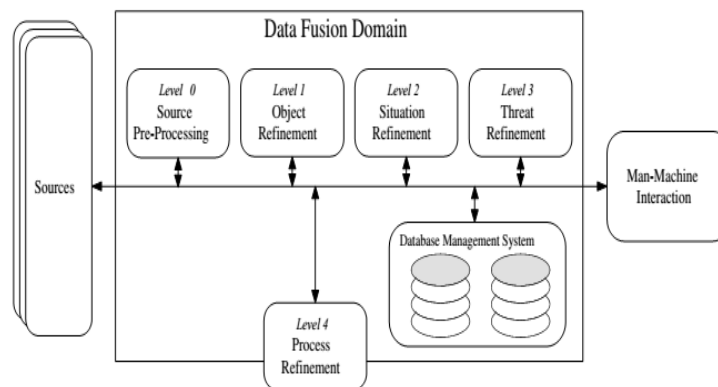 Data Fusion Domain
Level 0
Source
Pre-Processing
Level 1
Object
Refinement
Level 2
Situation
Refinement
Level 3
Threat
Refinement
Sources
Man-Machine
Interaction
Database Management System
Level 4
Process
Refinement